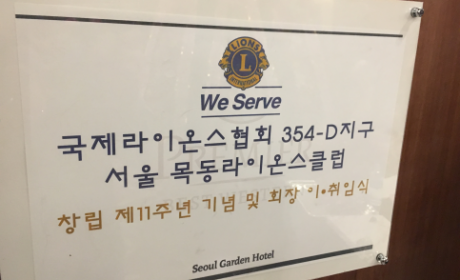 LIONS
L
INTERNATIONAL
We Serve
국제라이온스협회 354-D지구
서울 목동라이온스클럽
창립 제11주년 기념 및 회장 이•취임식
Seoul Garden Hotel